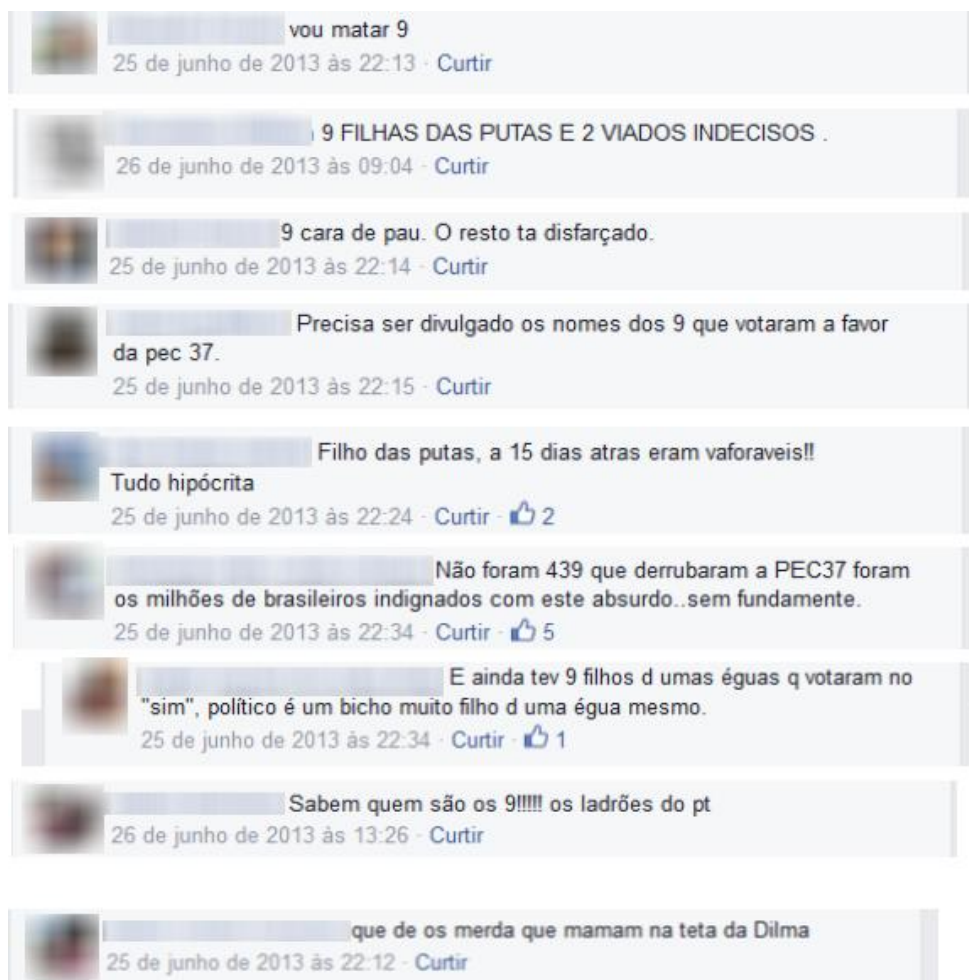 vou matar 9
25 de junho de 2013 às 22:13 · Curtir
9 FILHAS DAS PUTAS E 2 VIADOS INDECISOS .
26 de junho de 2013 às 09:04 · Curtir
9 cara de pau. O resto ta disfarçado.
25 de junho de 2013 às 22:14 · Curtir
Precisa ser divulgado os nomes dos 9 que votaram a favor
da pec 37.
25 de junho de 2013 às 22:15 · Curtir
Filho das putas, a 15 dias atras eram vaforaveis!!
Tudo hipócrita
25 de junho de 2013 às 22:24 · Curtir · 2
Não foram 439 que derrubaram a PEC37 foram
os milhões de brasileiros indignados com este absurdo..sem fundamente.
25 de junho de 2013 às 22:34 · Curtir · 5
E ainda tev 9 filhos d umas éguas q votaram no
"sim", político é um bicho muito filho d uma égua mesmo.
25 de junho de 2013 às 22:34 · Curtir · 1
Sabem quem são os 9!!!!! os ladrões do pt
26 de junho de 2013 às 13:26 · Curtir
que de os merda que mamam na teta da Dilma
25 de junho de 2013 às 22:12 · Curtir